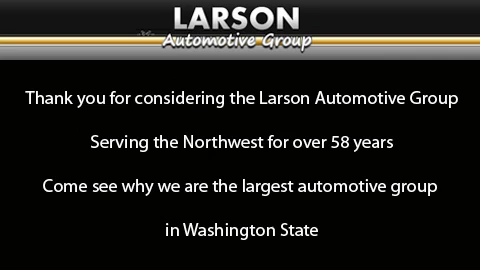 LARSON
Automotive Group
Thank you for considering the Larson Automotive Group
Serving the Northwest for over 58 years
Come see why we are the largest automotive group
in Washington State